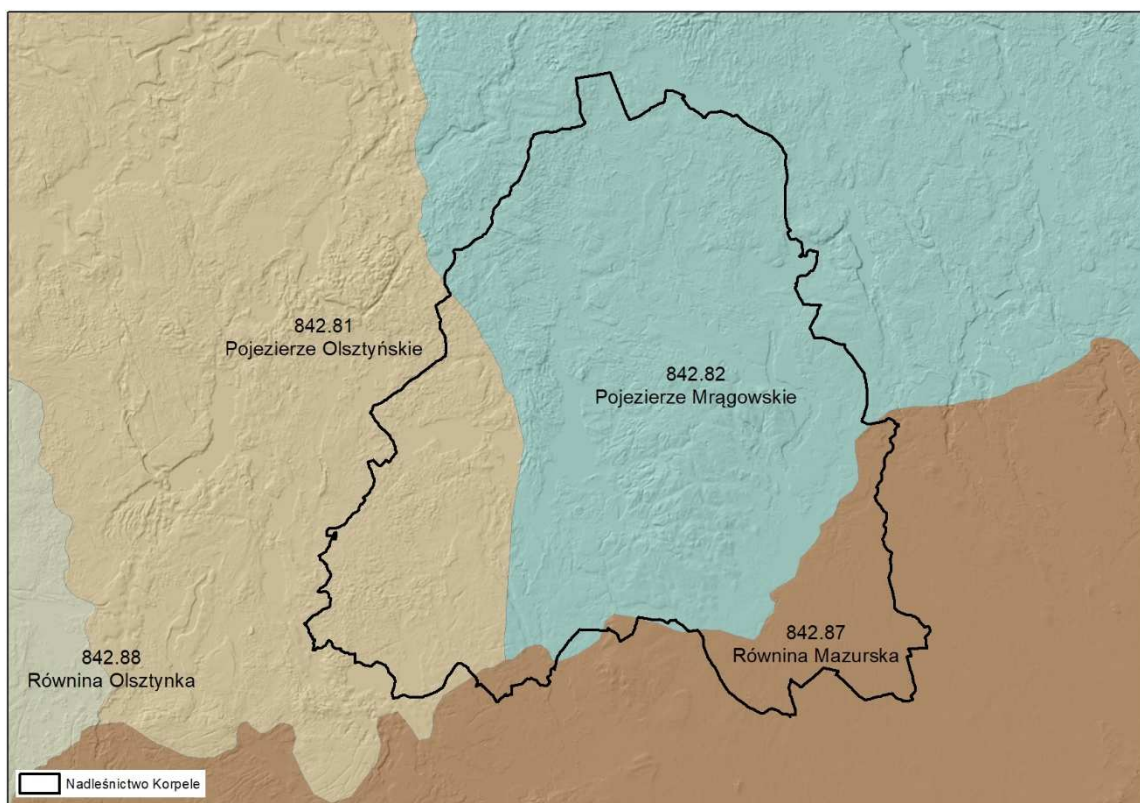 842.81
Pojezierze Olsztyńskie
842.82
Pojezierze Mrągowskie
842.87
Równina Mazurska
842.88
Równina Olsztynka
Nadleśnictwo Korpele